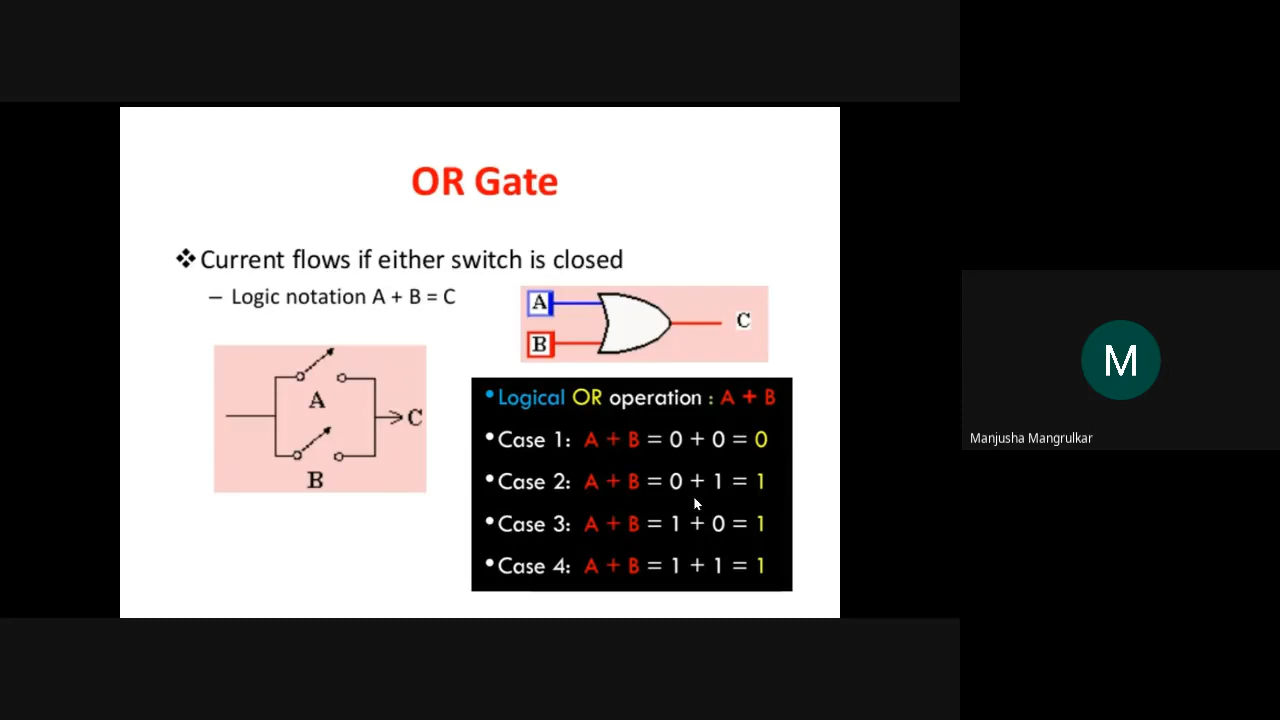 OR Gate
❖ Current flows if either switch is closed
– Logic notation A + B = C
A
B
C
A
B
C
• Logical OR operation : A + B
• Case 1: A + B = 0 + 0 = 0
• Case 2: A + B = 0 + 1 = 1
• Case 3: A + B = 1 + 0 = 1
• Case 4: A + B = 1 + 1 = 1
M
Manjusha Mangrulkar